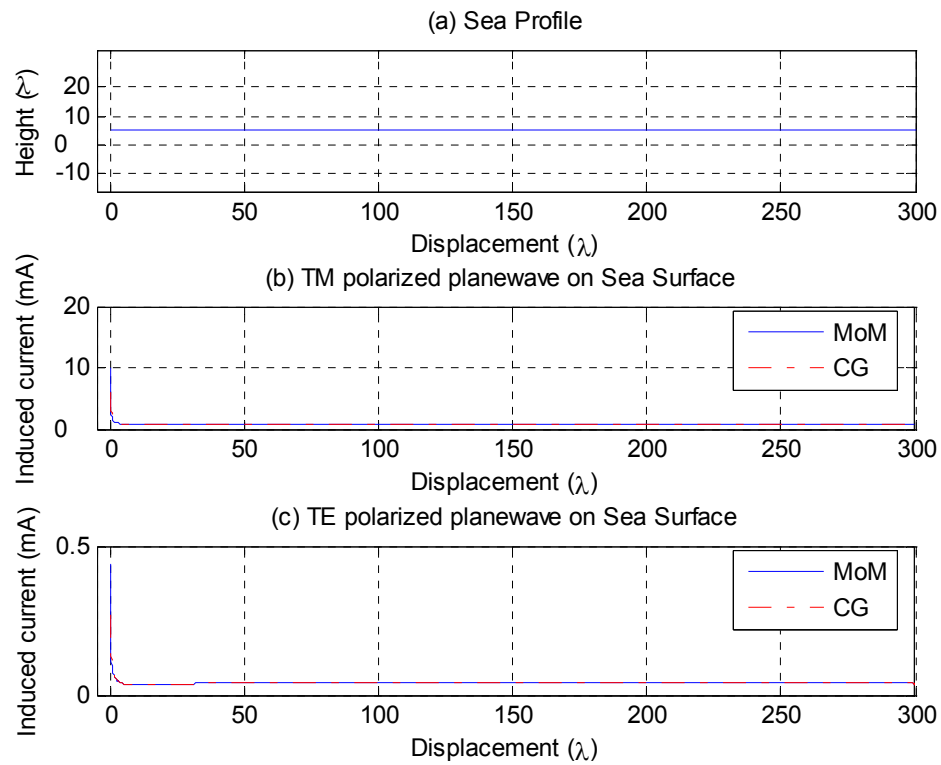 (a) Sea Profile
Height (λ)
20
10
0
-10
0 50 100 150 200 250 300
Displacement (λ)
(b) TM polarized planewave on Sea Surface
Induced current (mA)
20
10
0
MoM
CG
0 50 100 150 200 250 300
Displacement (λ)
(c) TE polarized planewave on Sea Surface
Induced current (mA)
0.5
0
MoM
CG
0 50 100 150 200 250 300
Displacement (λ)